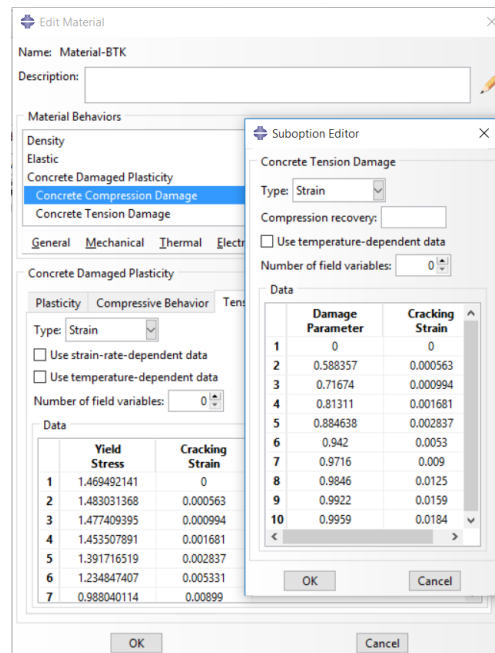 Edit Material
Name: Material-BTK
Description:
Material Behaviors
Density
Elastic
Concrete Damaged Plasticity
Concrete Compression Damage
Concrete Tension Damage
General Mechanical Thermal Electr
Concrete Damaged Plasticity
Plasticity Compressive Behavior Tens
Type: Strain
Use strain-rate-dependent data
Use temperature-dependent data
Number of field variables: 0
Data
Yield Cracking
Stress Strain
1 1.469492141 0
2 1.483031368 0.000563
3 1.477409395 0.000994
4 1.453507891 0.001681
5 1.391716519 0.002837
6 1.234847407 0.005331
7 0.988040114 0.00899
OK Cancel
Suboption Editor
Concrete Tension Damage
Type: Strain
Compression recovery:
Use temperature-dependent data
Number of field variables: 0
Data
Damage Cracking
Parameter Strain
1 0 0
2 0.588357 0.000563
3 0.71674 0.000994
4 0.81311 0.001681
5 0.884638 0.002837
6 0.942 0.0053
7 0.9716 0.009
8 0.9846 0.0125
9 0.9922 0.0159
10 0.9959 0.0184
OK Cancel